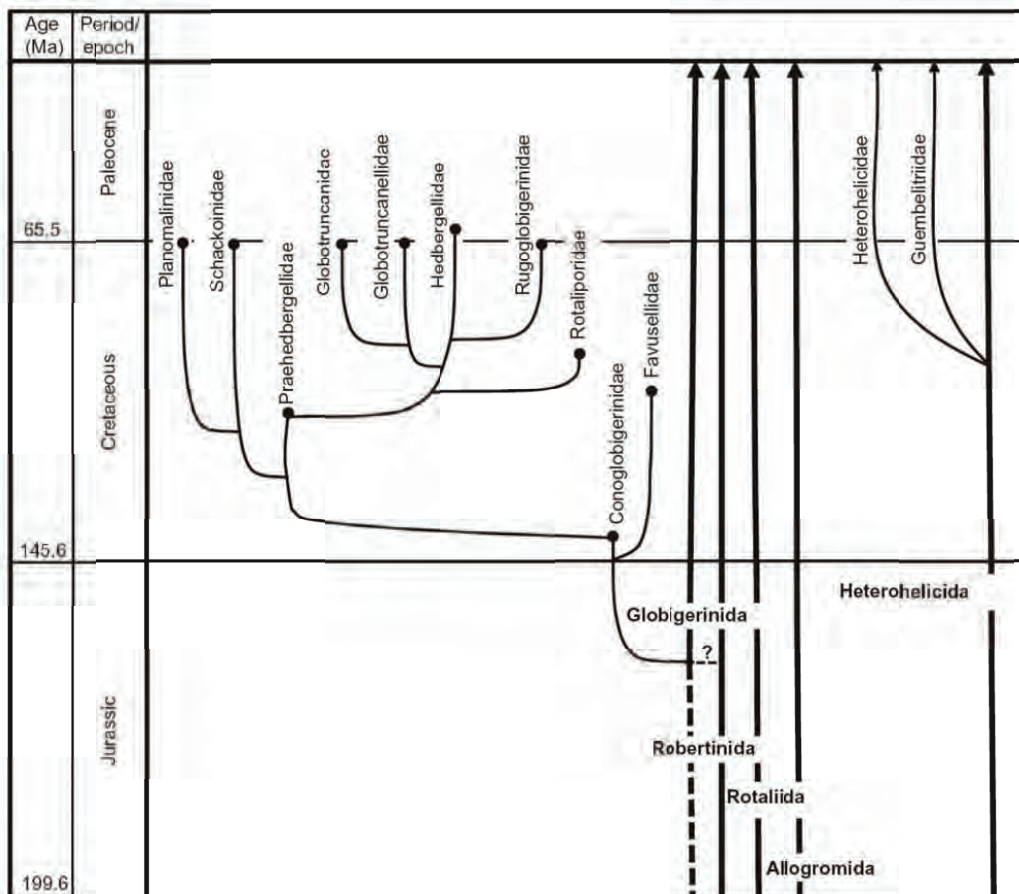 Age
(Ma)
Period/
epoch
Paleocene
65.5
Planomalinidae
Schackoinidae
Praehedbergellidae
Globotruncanidae
Globotruncanellidae
Hedbergellidae
Rugoglobigerinidae
Rotaliporidae
Favusellidae
Conoglobigerinidae
Heterohelicidae
Guembelitriidae
Cretaceous
145.6
Heterohelicida
Globigerinida
?
Jurassic
Robertinida
Rotaliida
Allogromida
199.6